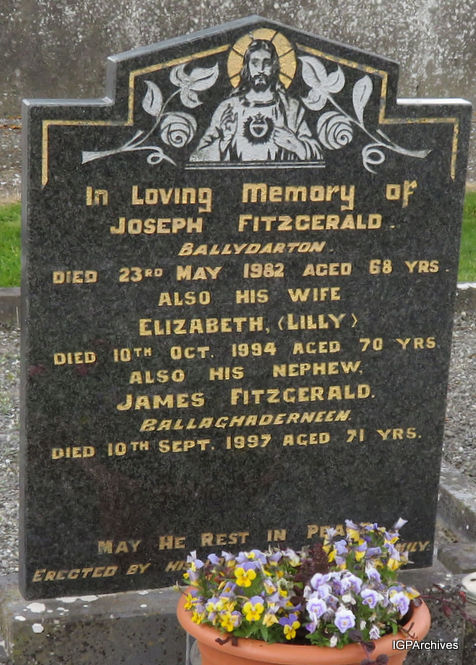 In Loving Memory of
JOSEPH FITZGERALD.
BALLYDARTON.
DIED 23RD MAY 1982 AGED 68 YRS.
ALSO HIS WIFE
ELIZABETH, (LILLY)
DIED 10TH OCT. 1994 AGED 70 YRS.
ALSO HIS NEPHEW,
JAMES FITZGERALD.
BALLAGHADERNEEN.
DIED 10TH SEPT. 1997 AGED 71 YRS.
MAY HE REST IN
ERECTED BY
IGPArchives